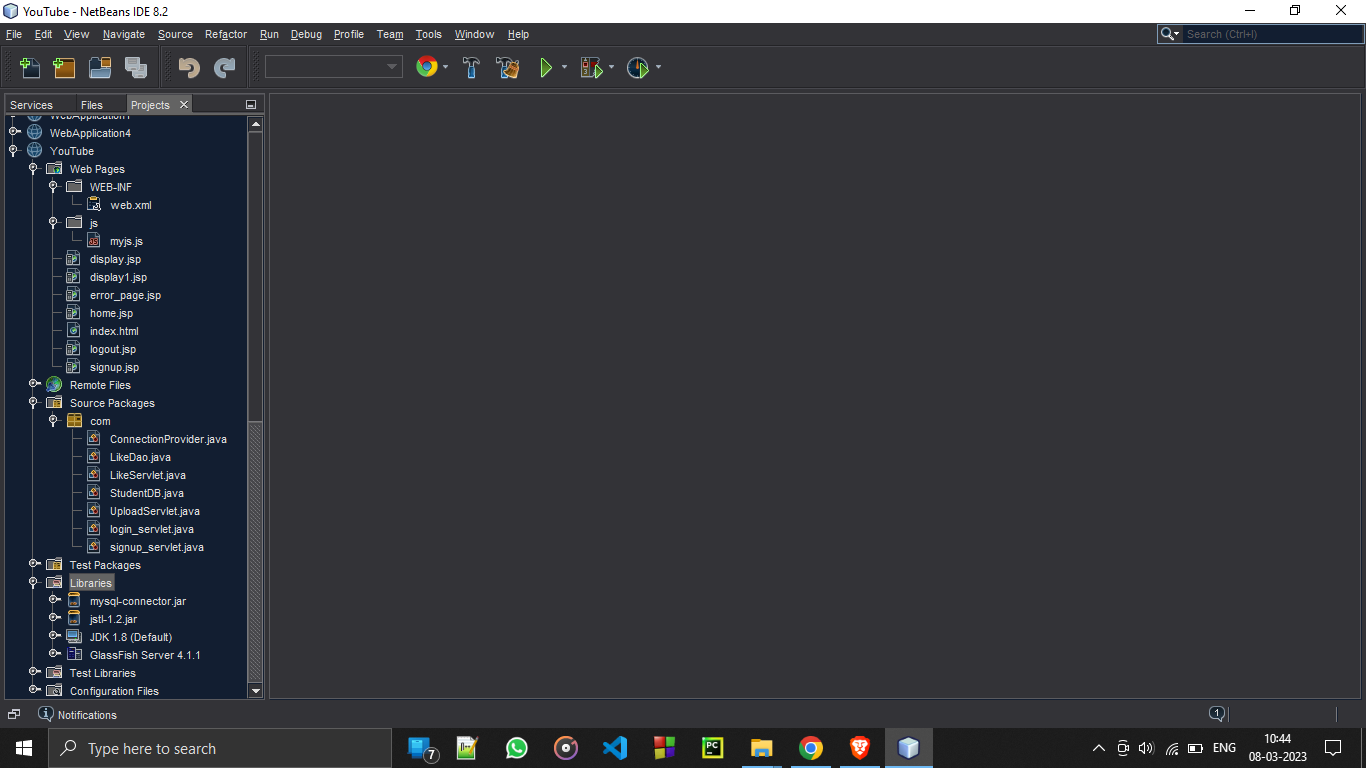 YouTube - NetBeans IDE 8.2
File Edit View Navigate Source Refactor Run Debug Profile Team Tools Window Help
Search (Ctrl+I)
Services Files Projects
WebApplication1
WebApplication4
YouTube
Web Pages
WEB-INF
web.xml
js
myjs.js
display.jsp
display1.jsp
error_page.jsp
home.jsp
index.html
logout.jsp
signup.jsp
Remote Files
Source Packages
com
ConnectionProvider.java
LikeDao.java
LikeServlet.java
StudentDB.java
UploadServlet.java
login_servlet.java
signup_servlet.java
Test Packages
Libraries
mysql-connector.jar
jstl-1.2.jar
JDK 1.8 (Default)
GlassFish Server 4.1.1
Test Libraries
Configuration Files
Notifications
1
Type here to search
7
PC
ENG
10:44
08-03-2023